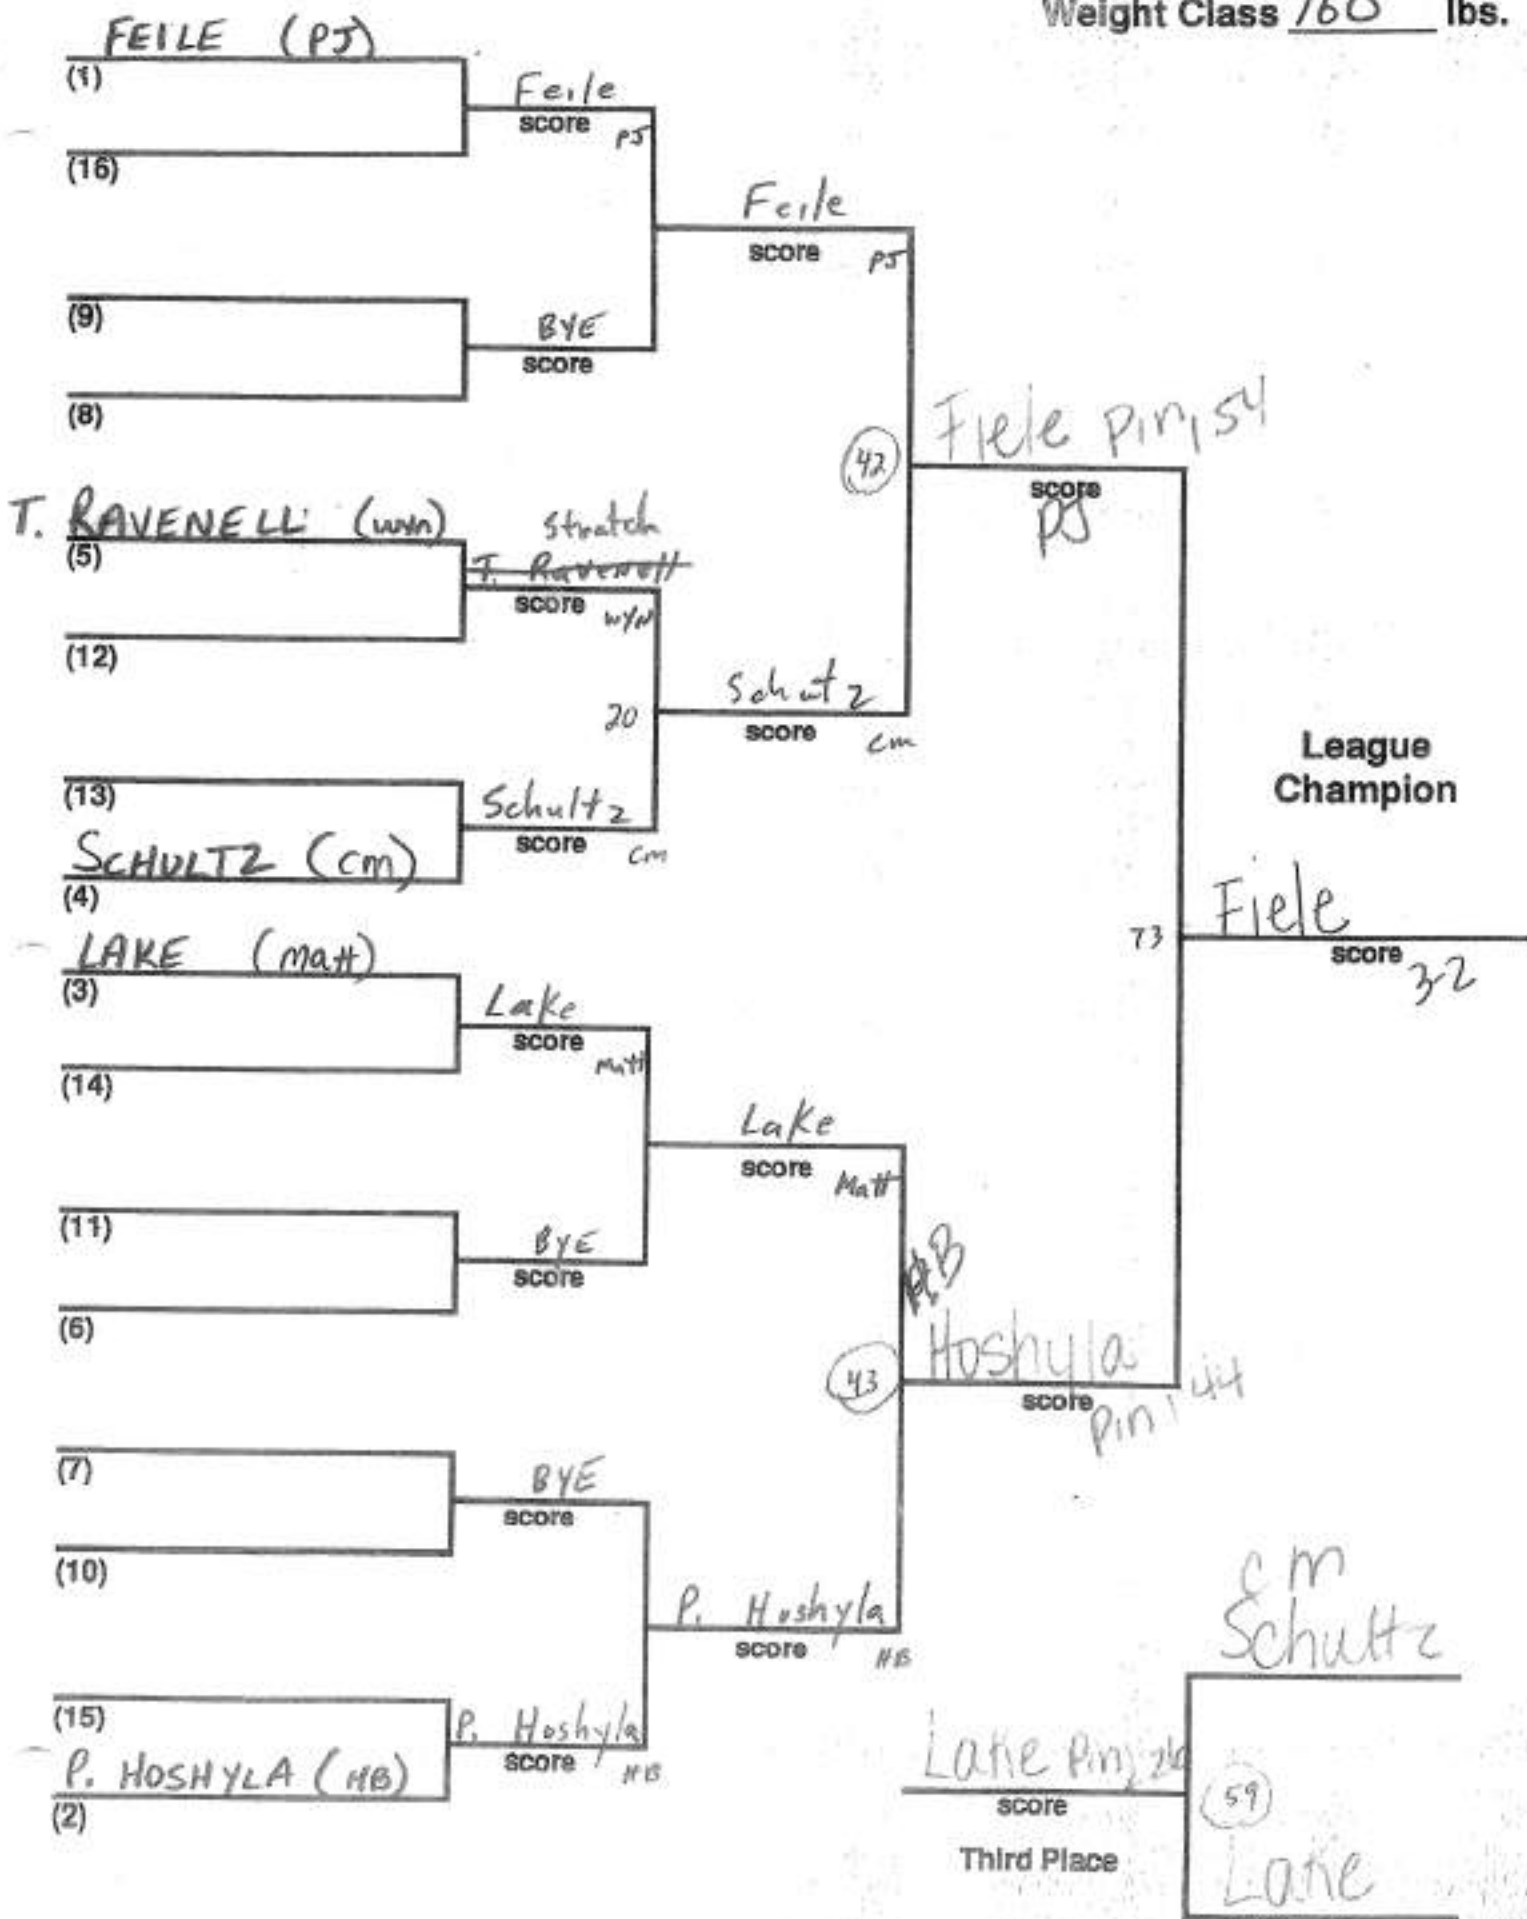 Weight Class 160 lbs.
FEILE (PJ)
(1)
Feile
score
PJ
(16)
Feile
score
PJ
(9)
BYE
score
(8)
Fiele pin 54
42
score
PJ
T. RAVENELL (wyn)
(5)
T. Ravenell
score
wyn
(12)
20
Schutz
score
cm
(13)
Schultz
score
cm
SCHULTZ (cm)
(4)
League
Champion
Fiele
73
score
3-2
LAKE (Matt)
(3)
Lake
score
Matt
(14)
Lake
score
Matt
(11)
BYE
score
(6)
HB
Hoshyla
43
score
pin 44
(7)
BYE
score
(10)
P. Hoshyla
score
HB
(15)
P. Hoshyla
score
HB
P. HOSHYLA (HB)
(2)
cm
Schultz
Lake Pin
score
59
Third Place
Lake